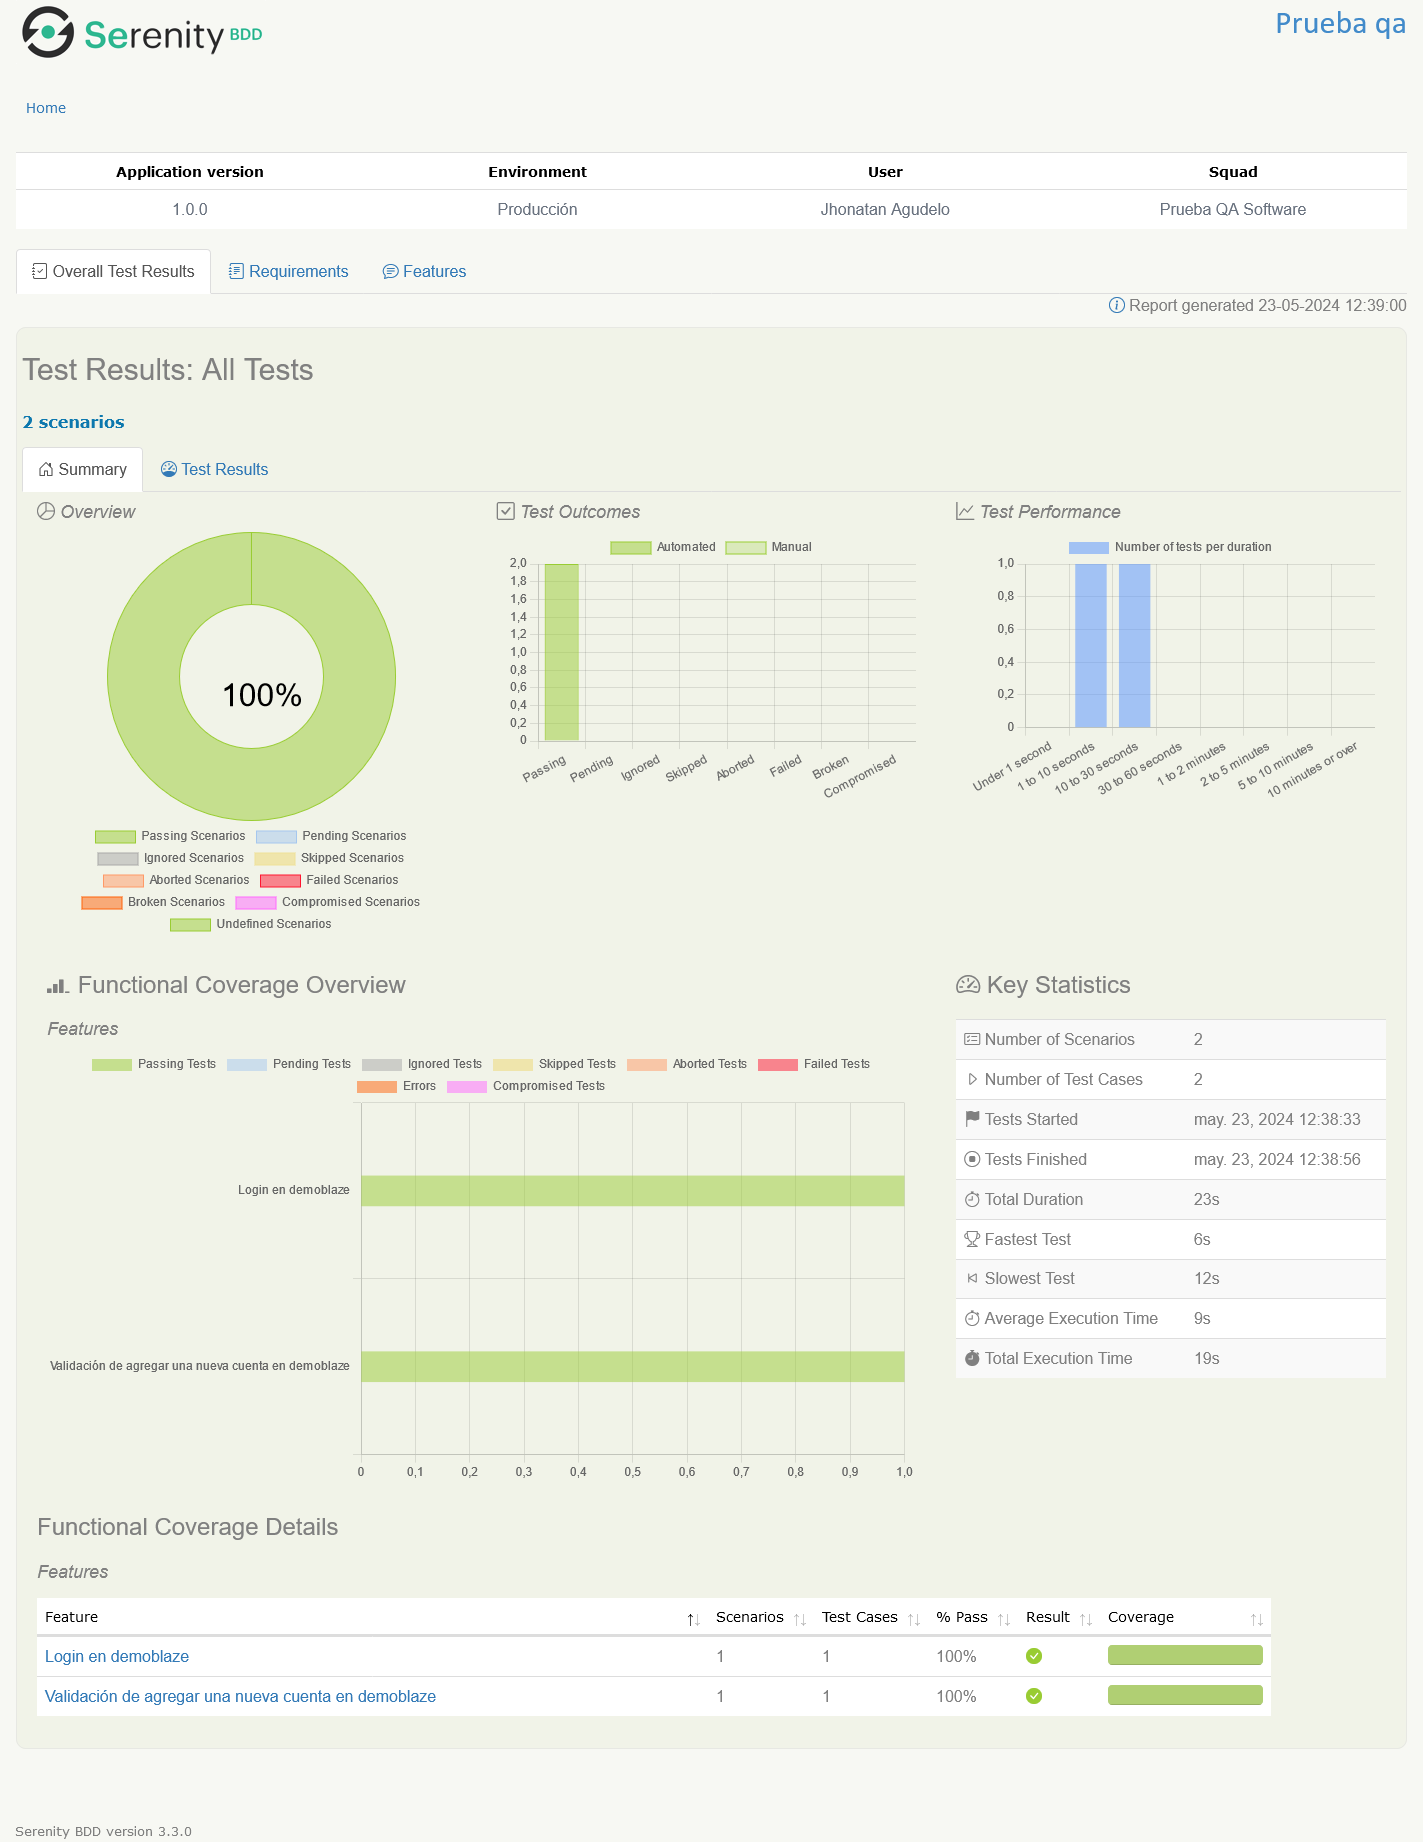 Serenity BDD
Prueba qa
Home
Application version Environment User Squad
1.0.0 Producción Jhonatan Agudelo Prueba QA Software
Overall Test Results Requirements Features
Report generated 23-05-2024 12:39:00
Test Results: All Tests
2 scenarios
Summary Test Results
Overview
100%
Passing Scenarios Pending Scenarios
Ignored Scenarios Skipped Scenarios
Aborted Scenarios Failed Scenarios
Broken Scenarios Compromised Scenarios
Undefined Scenarios
Test Outcomes
Automated Manual
2,0
1,8
1,6
1,4
1,2
1,0
0,8
0,6
0,4
0,2
0
Passing Pending Ignored Skipped Aborted Failed Broken Compromised
Test Performance
Number of tests per duration
1,0
0,8
0,6
0,4
0,2
0
Under 1 second 1 to 10 seconds 10 to 30 seconds 30 to 60 seconds 1 to 2 minutes 2 to 5 minutes 5 to 10 minutes 10 minutes or over
Functional Coverage Overview
Features
Passing Tests Pending Tests Ignored Tests Skipped Tests Aborted Tests Failed Tests
Errors Compromised Tests
Login en demoblaze
Validación de agregar una nueva cuenta en demoblaze
0 0,1 0,2 0,3 0,4 0,5 0,6 0,7 0,8 0,9 1,0
Key Statistics
Number of Scenarios 2
Number of Test Cases 2
Tests Started may. 23, 2024 12:38:33
Tests Finished may. 23, 2024 12:38:56
Total Duration 23s
Fastest Test 6s
Slowest Test 12s
Average Execution Time 9s
Total Execution Time 19s
Functional Coverage Details
Features
Feature Scenarios Test Cases % Pass Result Coverage
Login en demoblaze 1 1 100%
Validación de agregar una nueva cuenta en demoblaze 1 1 100%
Serenity BDD version 3.3.0